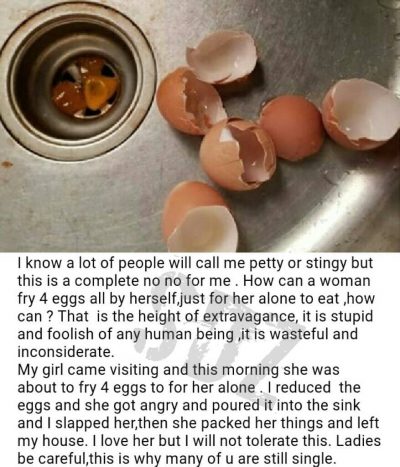 I know a lot of people will call me petty or stingy but
this is a complete no no for me . How can a woman
fry 4 eggs all by herself,just for her alone to eat ,how
can ? That  is the height of extravagance, it is stupid
and foolish of any human being ,it is wasteful and
inconsiderate.
My girl came visiting and this morning she was
about to fry 4 eggs to for her alone . I reduced  the
eggs and she got angry and poured it into the sink
and I slapped her,then she packed her things and left
my house. I love her but I will not tolerate this. Ladies
be careful,this is why many of u are still single.